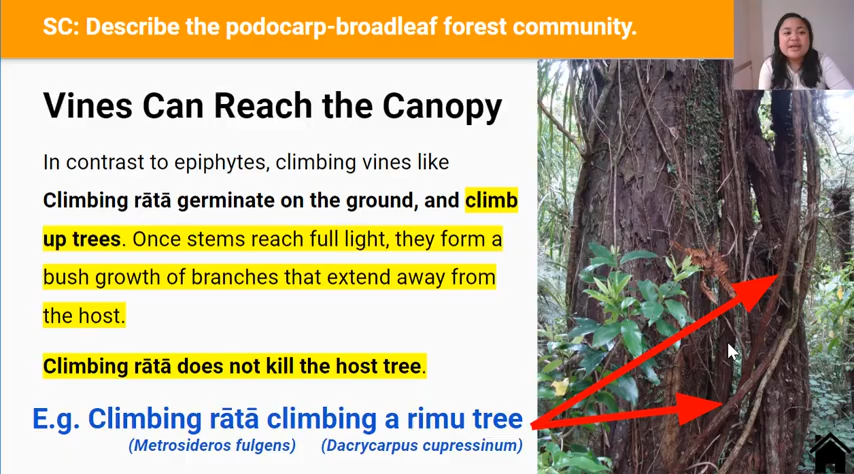 SC: Describe the podocarp-broadleaf forest community.
Vines Can Reach the Canopy
In contrast to epiphytes, climbing vines like
Climbing rātā germinate on the ground, and climb
up trees. Once stems reach full light, they form a
bush growth of branches that extend away from
the host.
Climbing rātā does not kill the host tree.
E.g. Climbing rātā climbing a rimu tree
(Metrosideros fulgens) (Dacrycarpus cupressinum)